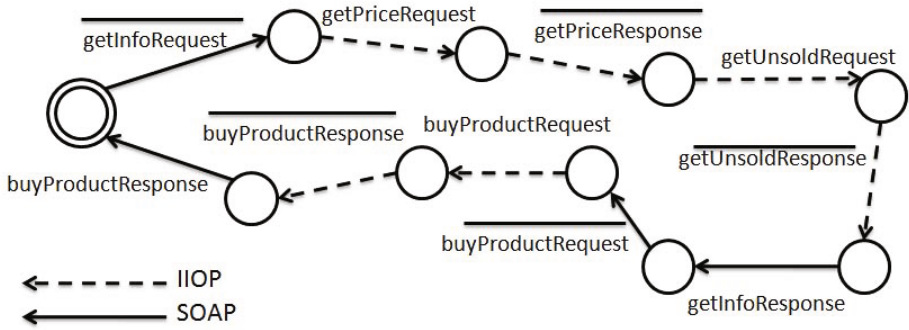 getPriceRequest
getInfoRequest
getPriceResponse
getUnsoldRequest
buyProductResponse
buyProductRequest
getUnsoldResponse
buyProductResponse
buyProductRequest
IIOP
getInfoResponse
SOAP